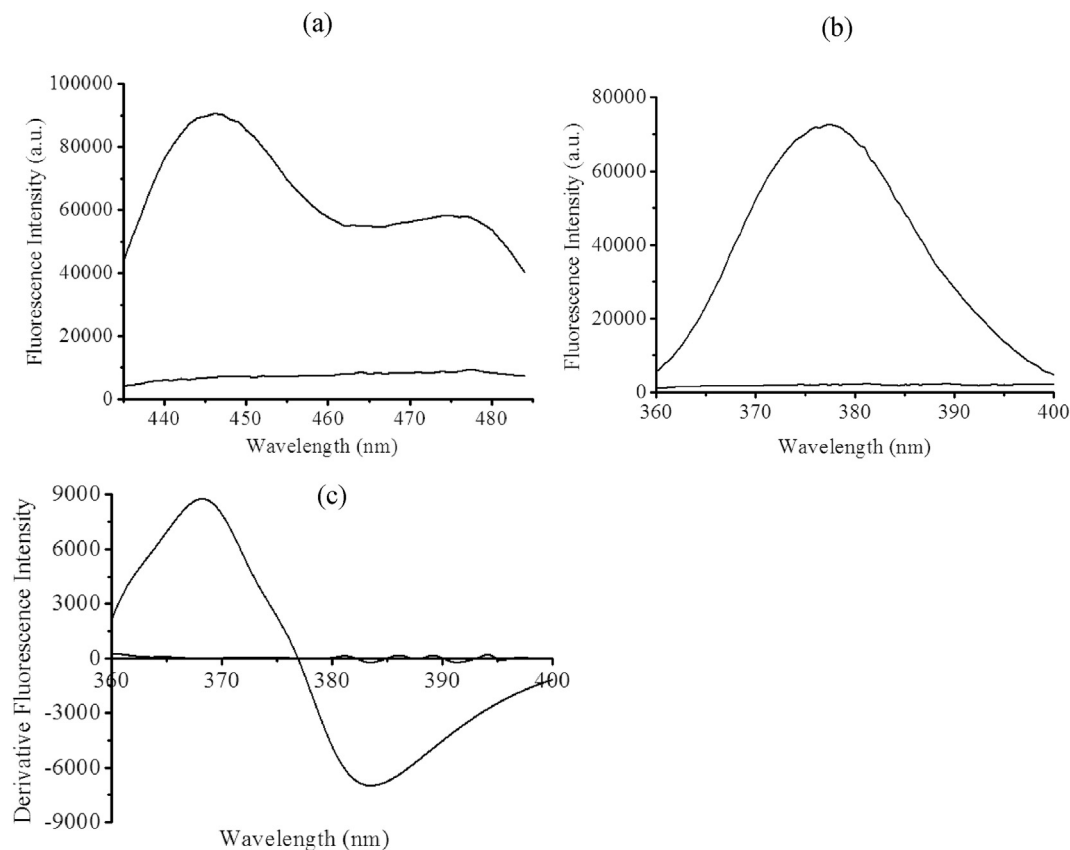 (a)
Fluorescence Intensity (a.u.)
100000
80000
60000
40000
20000
0
440 450 460 470 480
Wavelength (nm)
(b)
Fluorescence Intensity (a.u.)
80000
60000
40000
20000
0
360 370 380 390 400
Wavelength (nm)
(c)
Derivative Fluorescence Intensity
9000
6000
3000
0
-3000
-6000
-9000
360 370 380 390 400
Wavelength (nm)